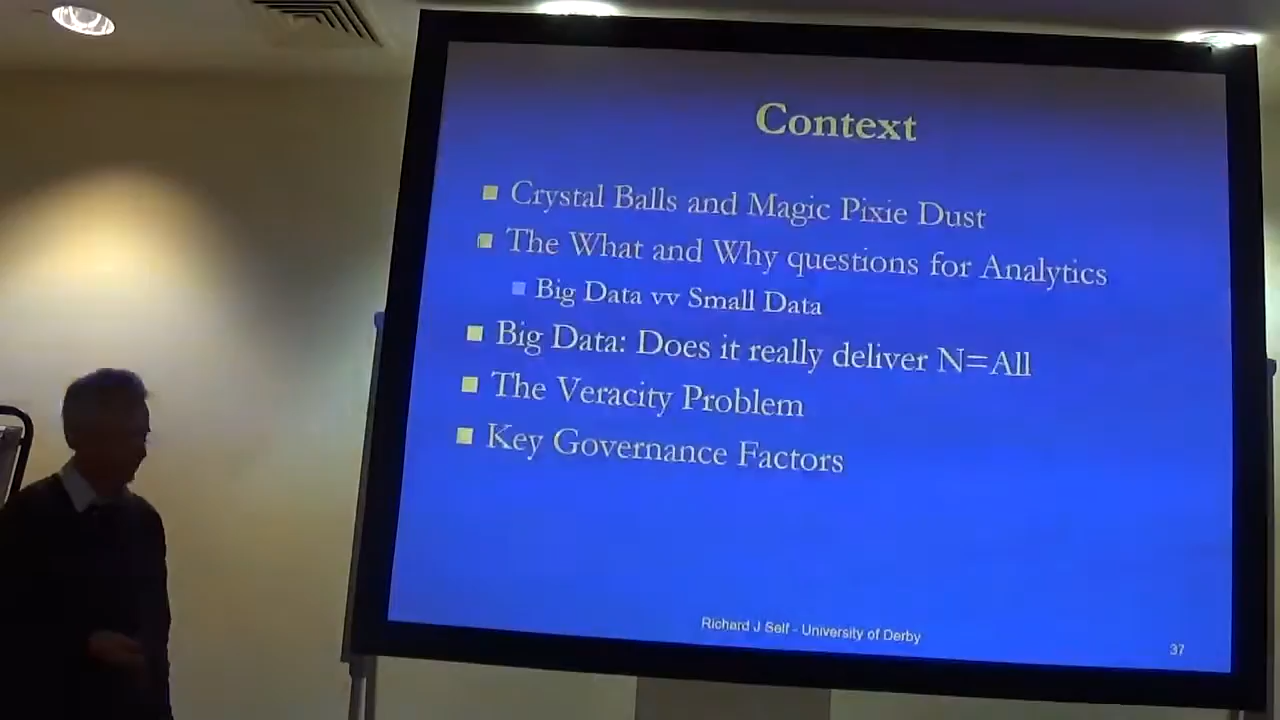 Context
Crystal Balls and Magic Pixie Dust
The What and Why questions for Analytics
Big Data vv Small Data
Big Data: Does it really deliver N=All
The Veracity Problem
Key Governance Factors
Richard J Self - University of Derby
37